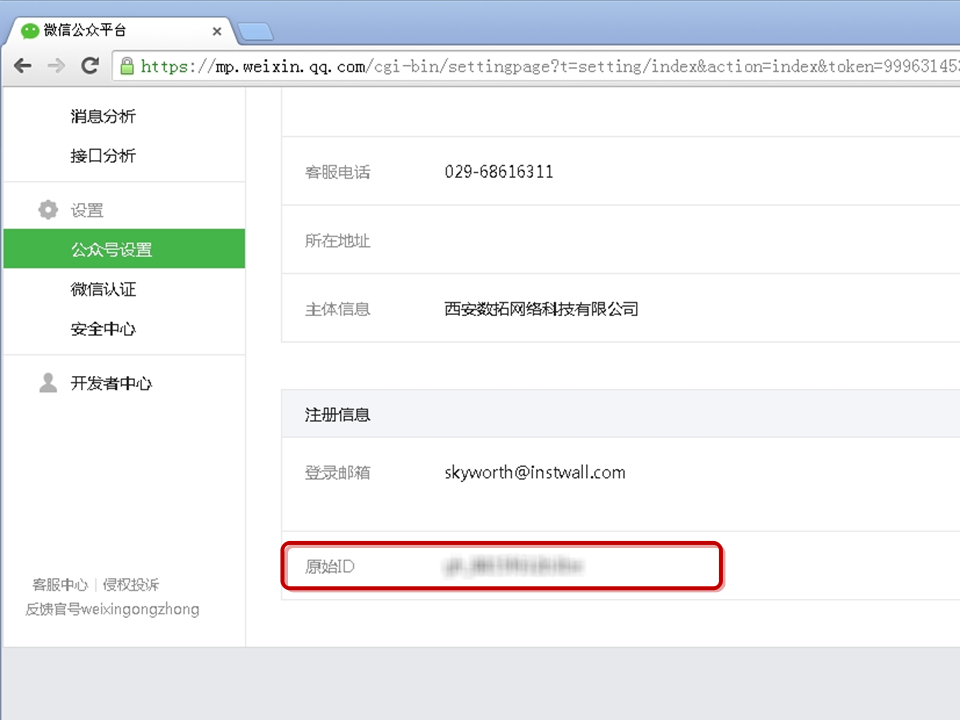 微信公众平台
https://mp.weixin.qq.com/cgi-bin/settingpage?t=setting/index&action=index&token=99963145
消息分析
接口分析
设置
公众号设置
微信认证
安全中心
开发者中心
客服中心 | 侵权投诉
反馈官号weixingongzhong
客服电话 029-68616311
所在地址
主体信息 西安数拓网络科技有限公司
注册信息
登录邮箱 skyworth@instwall.com
原始ID